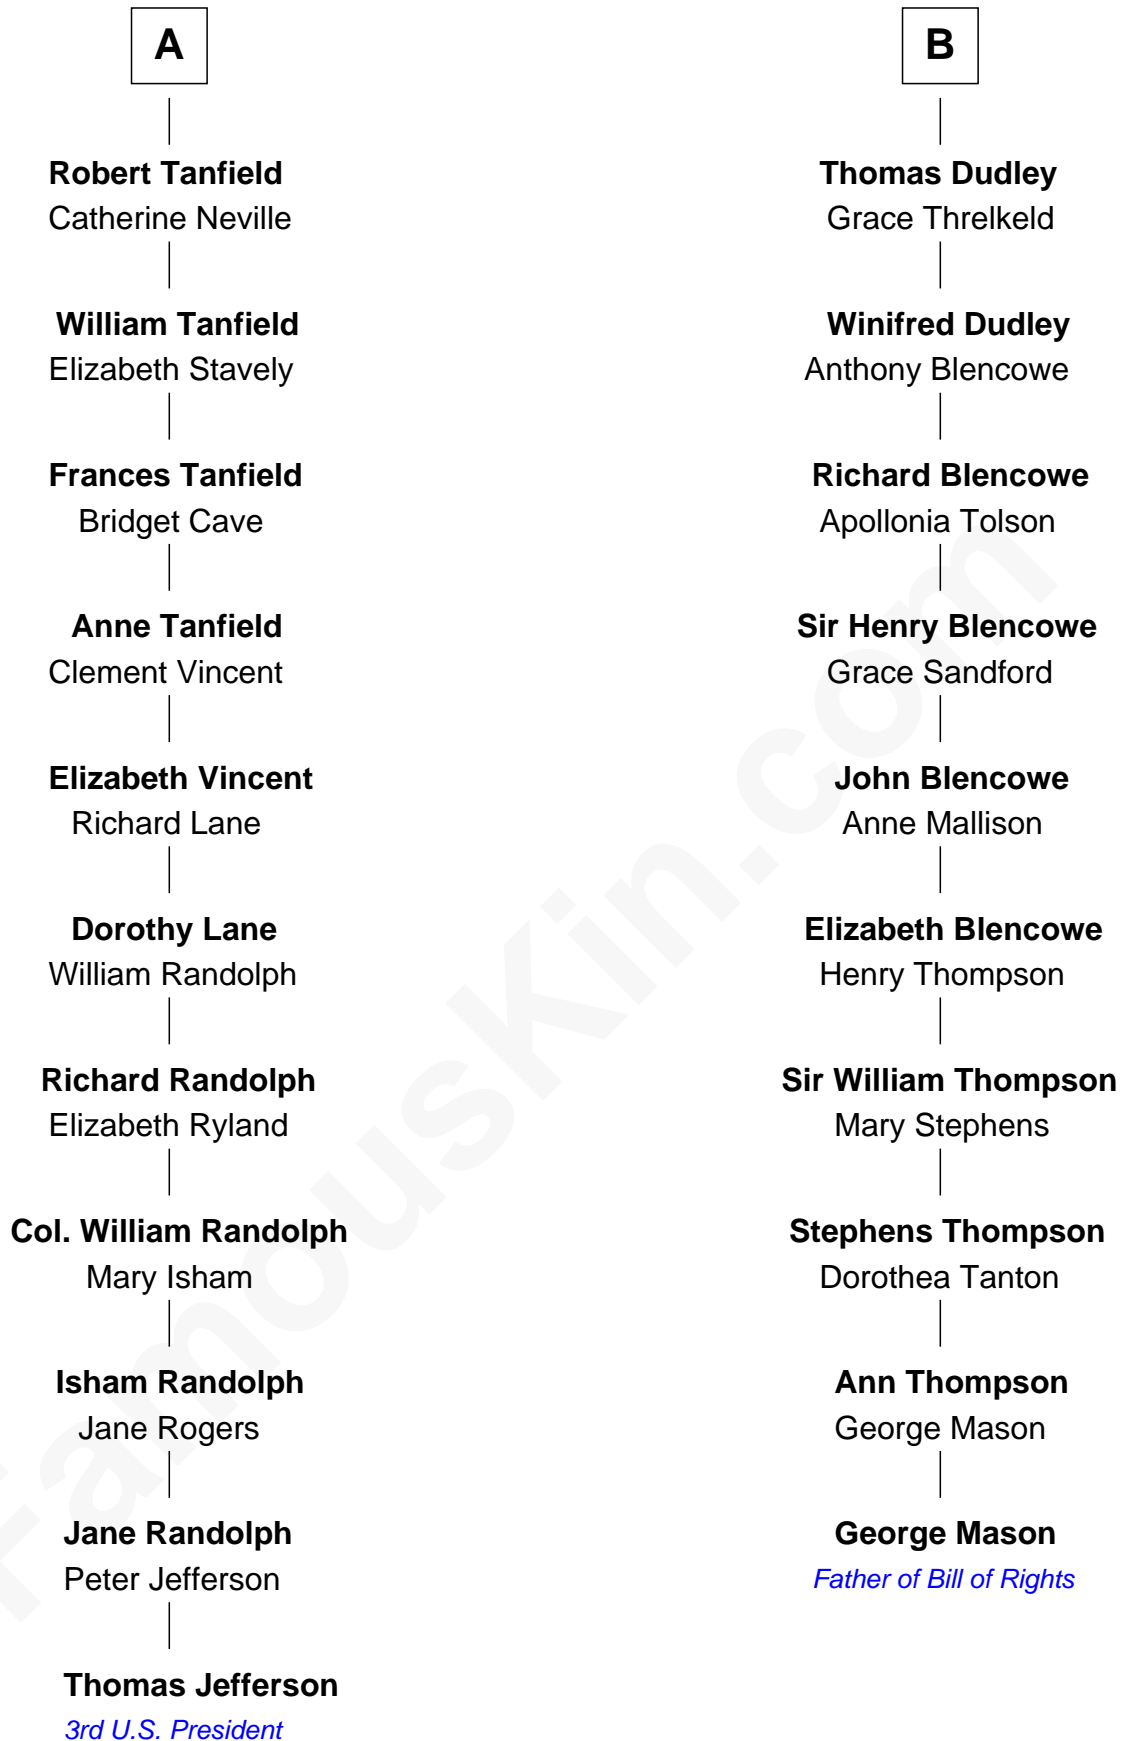 A
Robert Tanfield
Catherine Neville
William Tanfield
Elizabeth Stavely
Frances Tanfield
Bridget Cave
Anne Tanfield
Clement Vincent
Elizabeth Vincent
Richard Lane
Dorothy Lane
William Randolph
Richard Randolph
Elizabeth Ryland
Col. William Randolph
Mary Isham
Isham Randolph
Jane Rogers
Jane Randolph
Peter Jefferson
Thomas Jefferson
3rd U.S. President
B
Thomas Dudley
Grace Threlkeld
Winifred Dudley
Anthony Blencowe
Richard Blencowe
Apollonia Tolson
Sir Henry Blencowe
Grace Sandford
John Blencowe
Anne Mallison
Elizabeth Blencowe
Henry Thompson
Sir William Thompson
Mary Stephens
Stephens Thompson
Dorothea Tanton
Ann Thompson
George Mason
George Mason
Father of Bill of Rights
FamousKin.com